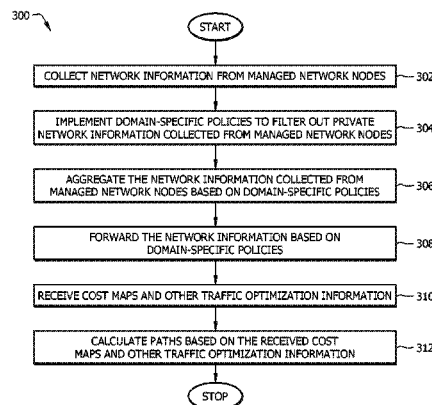 300
START
COLLECT NETWORK INFORMATION FROM MANAGED NETWORK NODES
302
IMPLEMENT DOMAIN-SPECIFIC POLICIES TO FILTER OUT PRIVATE
NETWORK INFORMATION COLLECTED FROM MANAGED NETWORK NODES
304
AGGREGATE THE NETWORK INFORMATION COLLECTED FROM
MANAGED NETWORK NODES BASED ON DOMAIN-SPECIFIC POLICIES
306
FORWARD THE NETWORK INFORMATION BASED ON
DOMAIN-SPECIFIC POLICIES
308
RECEIVE COST MAPS AND OTHER TRAFFIC OPTIMIZATION INFORMATION
310
CALCULATE PATHS BASED ON THE RECEIVED COST
MAPS AND OTHER TRAFFIC OPTIMIZATION INFORMATION
312
STOP